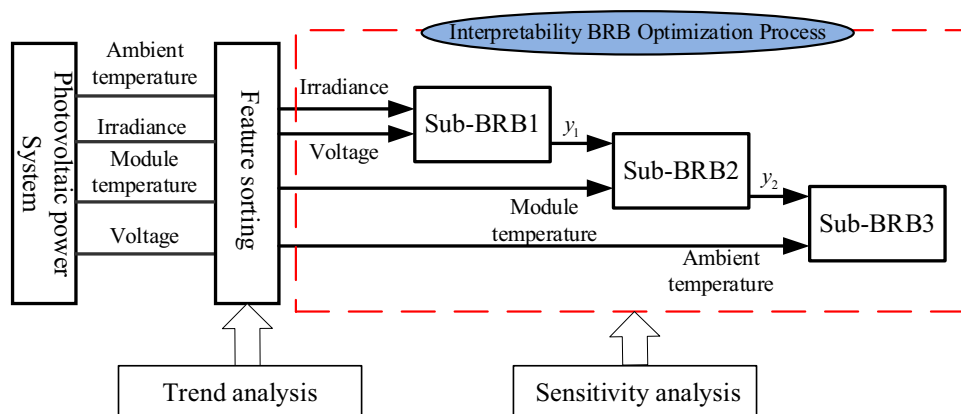 Interpretability BRB Optimization Process
Photovoltaic power
System
Ambient
temperature
Irradiance
Module
temperature
Voltage
Feature sorting
Irradiance
Voltage
Module
temperature
Ambient
temperature
Sub-BRB1
y₁
Sub-BRB2
y₂
Sub-BRB3
Trend analysis
Sensitivity analysis